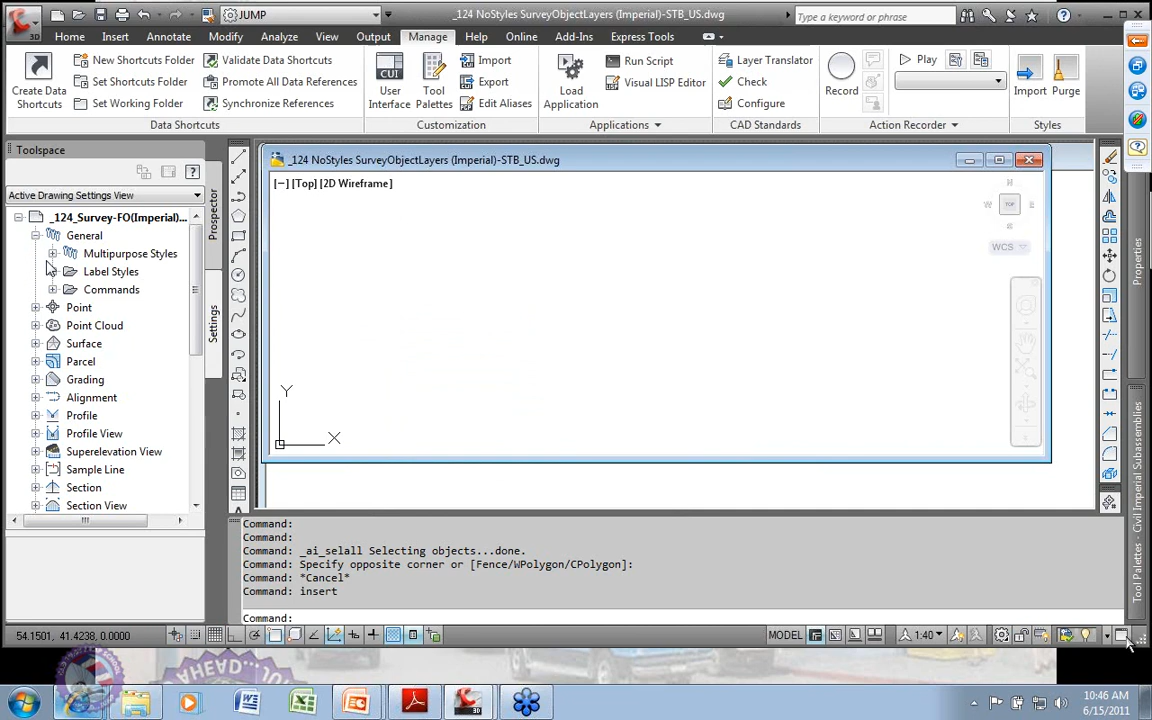 JUMP
_124 NoStyles SurveyObjectLayers (Imperial)-STB_US.dwg
Type a keyword or phrase
3D
Home Insert Annotate Modify Analyze View Output Manage Help Online Add-Ins Express Tools
Create Data Shortcuts
New Shortcuts Folder
Set Shortcuts Folder
Set Working Folder
Validate Data Shortcuts
Promote All Data References
Synchronize References
Data Shortcuts
CUI
User Interface
Tool Palettes
Import
Export
Edit Aliases
Customization
Load Application
Run Script
Visual LISP Editor
Applications
Layer Translator
Check
Configure
CAD Standards
Record
Play
Action Recorder
Import
Purge
Styles
Toolspace
Active Drawing Settings View
_124_Survey-FO(Imperial)...
General
Multipurpose Styles
Label Styles
Commands
Point
Point Cloud
Surface
Parcel
Grading
Alignment
Profile
Profile View
Superelevation View
Sample Line
Section
Section View
Prospector
Settings
_124 NoStyles SurveyObjectLayers (Imperial)-STB_US.dwg
[−] [Top] [2D Wireframe]
N
W TOP E
S
WCS
Y
X
Properties
Tool Palettes - Civil Imperial Subassemblies
Command:
Command:
Command: _ai_selall Selecting objects...done.
Command: Specify opposite corner or [Fence/WPolygon/CPolygon]:
Command: *Cancel*
Command: insert
Command:
54.1501, 41.4238, 0.0000
MODEL
1:40
AHEAD
10:46 AM
6/15/2011